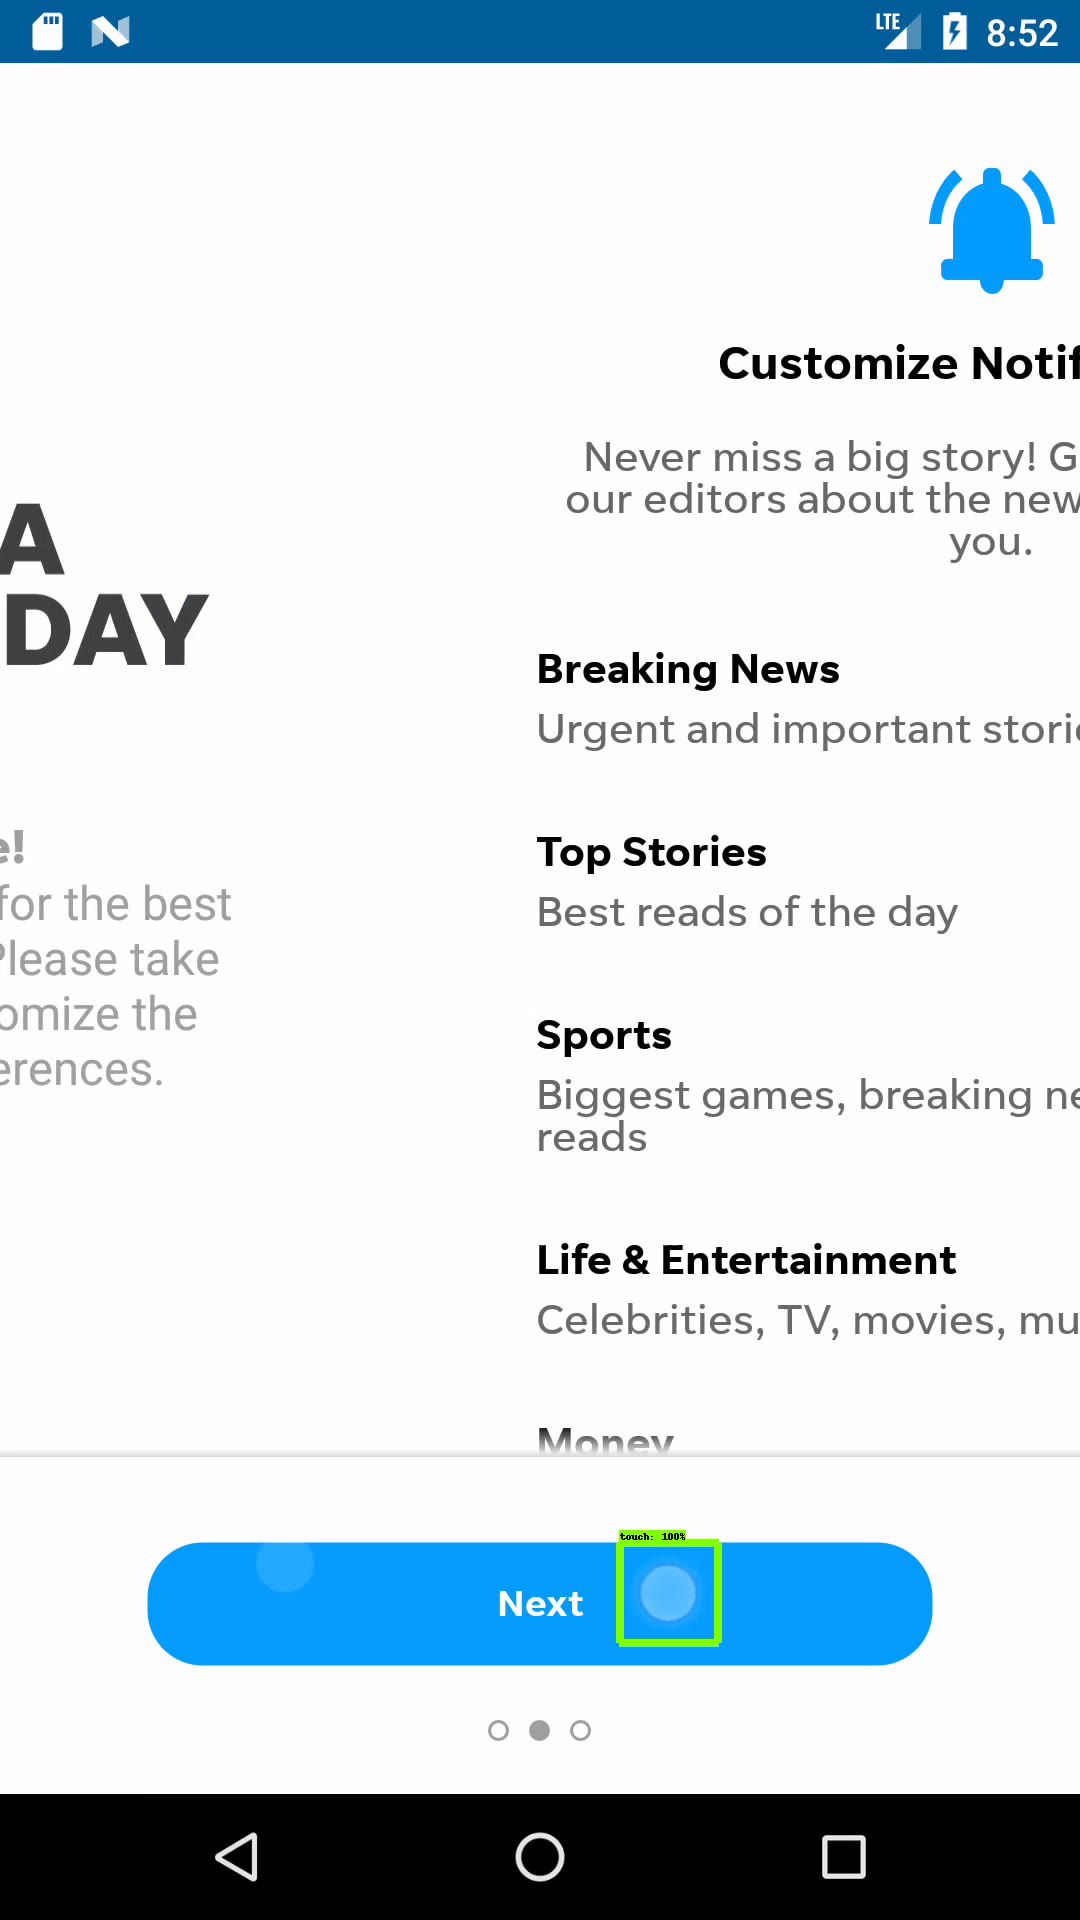 LTE 8:52
Customize Notif
Never miss a big story! G
our editors about the new
you.
A
DAY
Breaking News
Urgent and important storie
e!
for the best
Please take
omize the
erences.
Top Stories
Best reads of the day
Sports
Biggest games, breaking ne
reads
Life & Entertainment
Celebrities, TV, movies, mu
Money
touch: 100%
Next